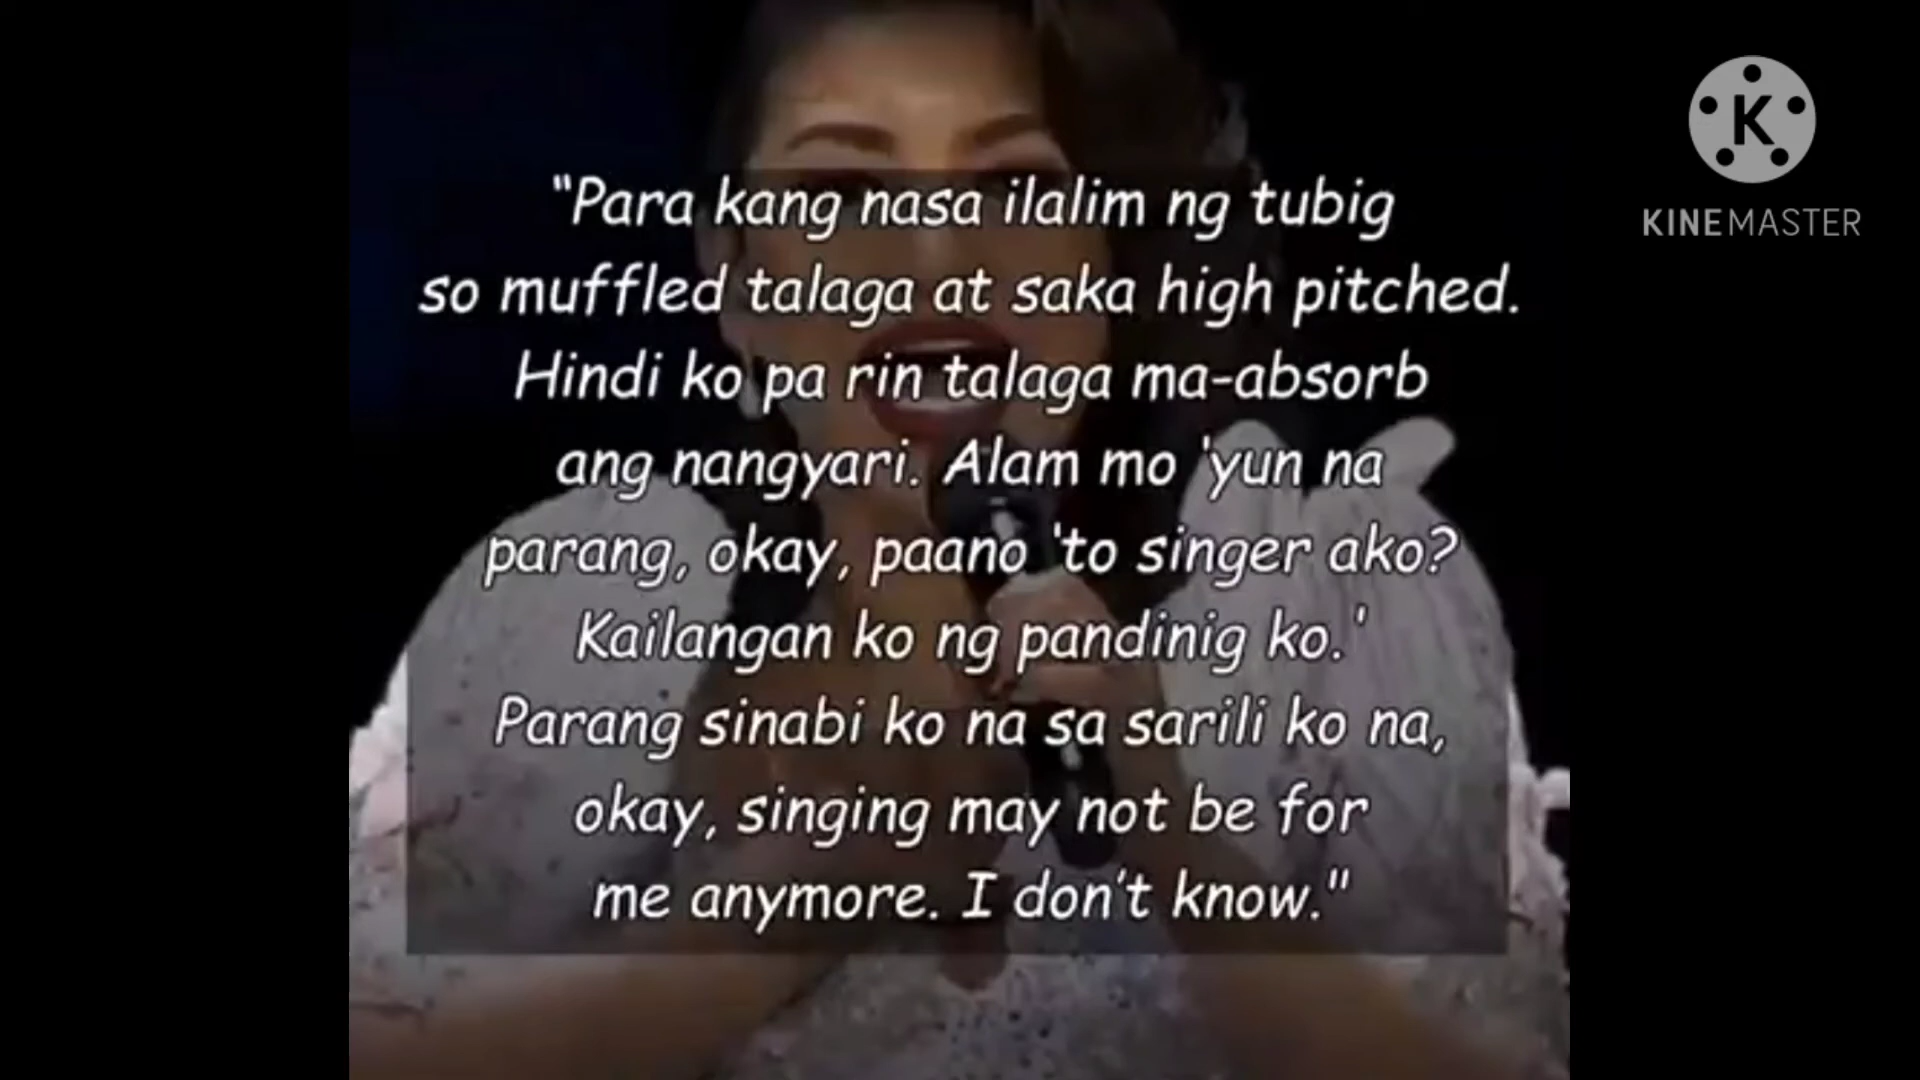 "Para kang nasa ilalim ng tubig
so muffled talaga at saka high pitched.
Hindi ko pa rin talaga ma-absorb
ang nangyari. Alam mo 'yun na
parang, okay, paano 'to singer ako?
Kailangan ko ng pandinig ko.'
Parang sinabi ko na sa sarili ko na,
okay, singing may not be for
me anymore. I don't know."
K
KINEMASTER